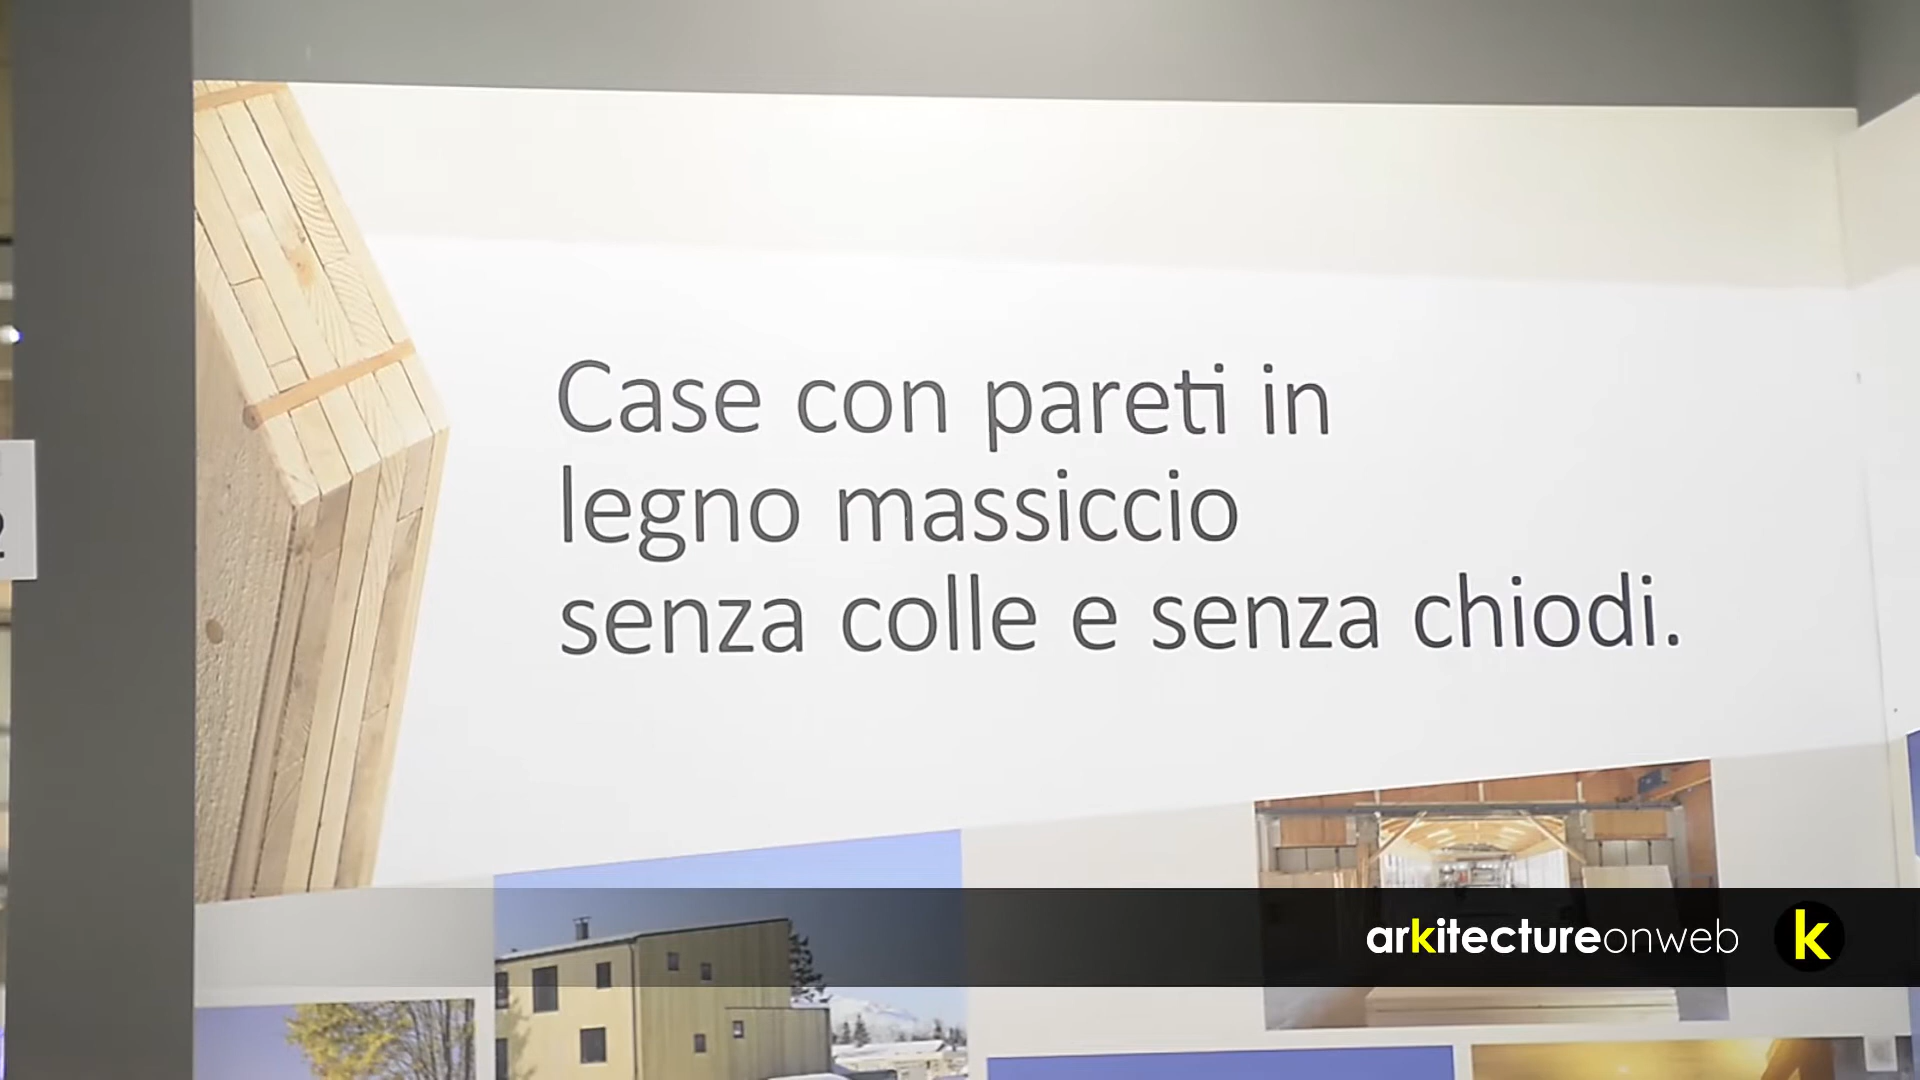 Case con pareti in
legno massiccio
senza colle e senza chiodi.
arkitectureonweb
k